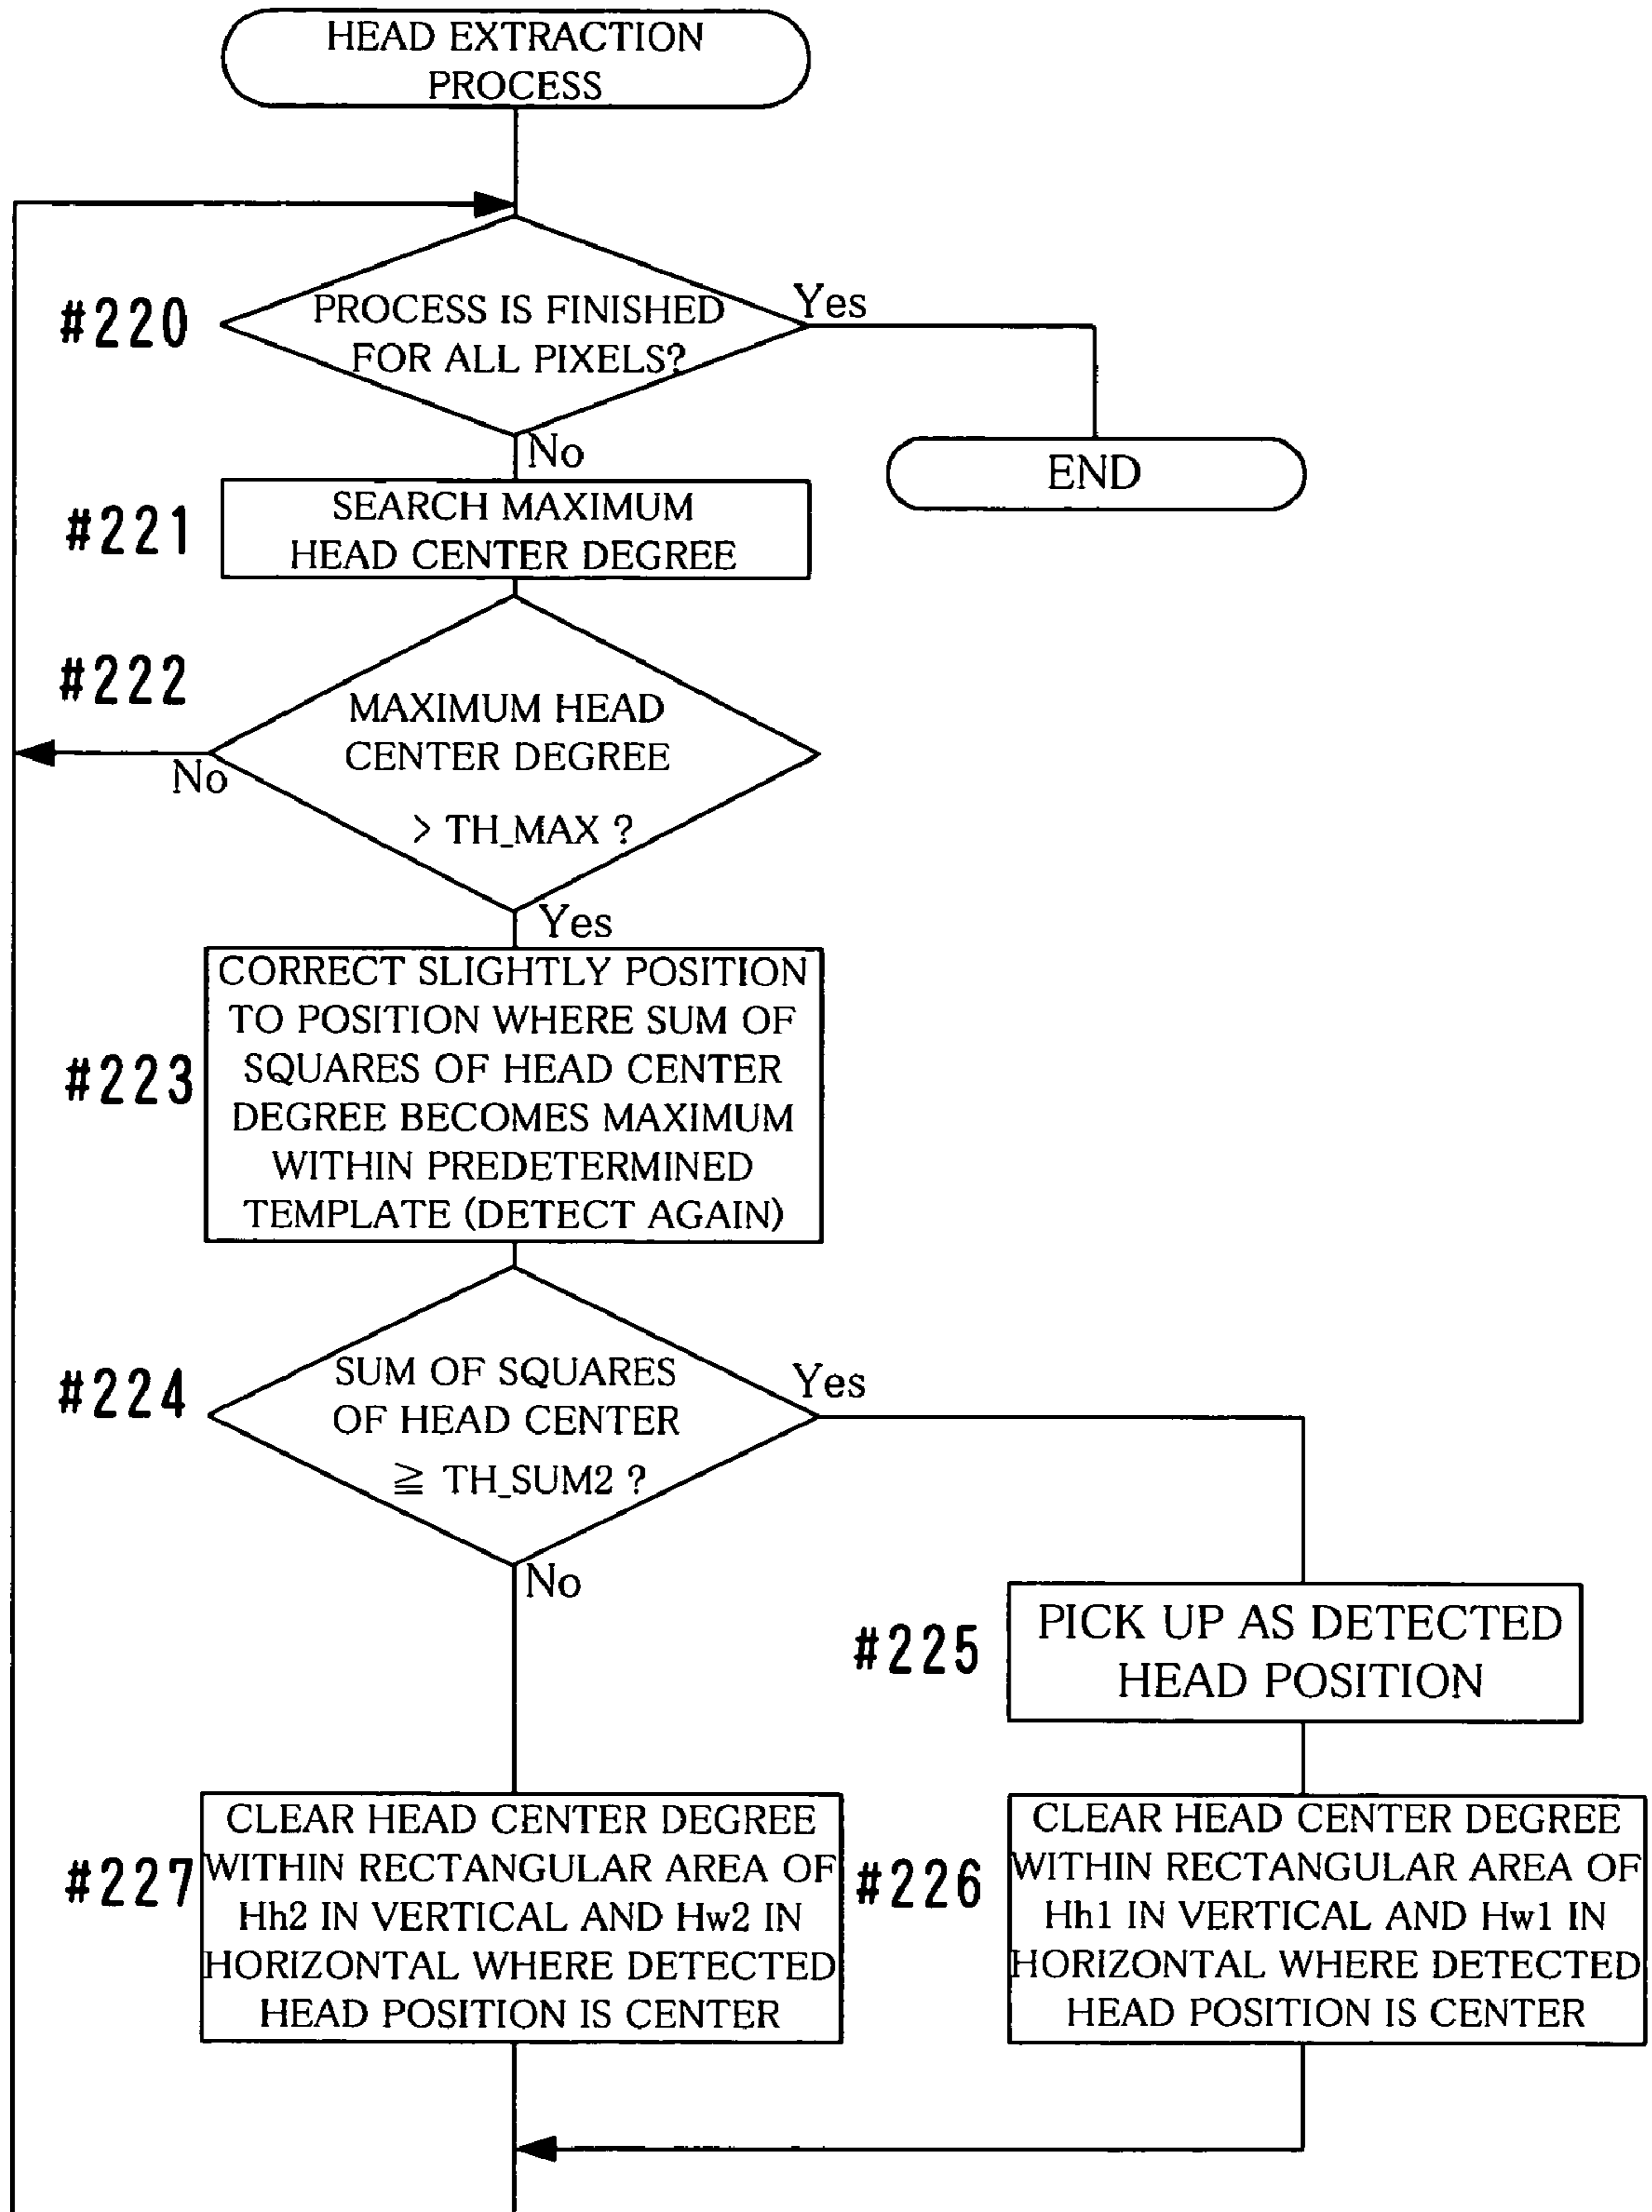 HEAD EXTRACTION
PROCESS
#220
PROCESS IS FINISHED
FOR ALL PIXELS?
Yes
No
END
#221
SEARCH MAXIMUM
HEAD CENTER DEGREE
#222
MAXIMUM HEAD
CENTER DEGREE
> TH_MAX ?
No
Yes
#223
CORRECT SLIGHTLY POSITION
TO POSITION WHERE SUM OF
SQUARES OF HEAD CENTER
DEGREE BECOMES MAXIMUM
WITHIN PREDETERMINED
TEMPLATE (DETECT AGAIN)
#224
SUM OF SQUARES
OF HEAD CENTER
≧ TH_SUM2 ?
Yes
No
#225
PICK UP AS DETECTED
HEAD POSITION
#227
CLEAR HEAD CENTER DEGREE
WITHIN RECTANGULAR AREA OF
Hh2 IN VERTICAL AND Hw2 IN
HORIZONTAL WHERE DETECTED
HEAD POSITION IS CENTER
#226
CLEAR HEAD CENTER DEGREE
WITHIN RECTANGULAR AREA OF
Hh1 IN VERTICAL AND Hw1 IN
HORIZONTAL WHERE DETECTED
HEAD POSITION IS CENTER